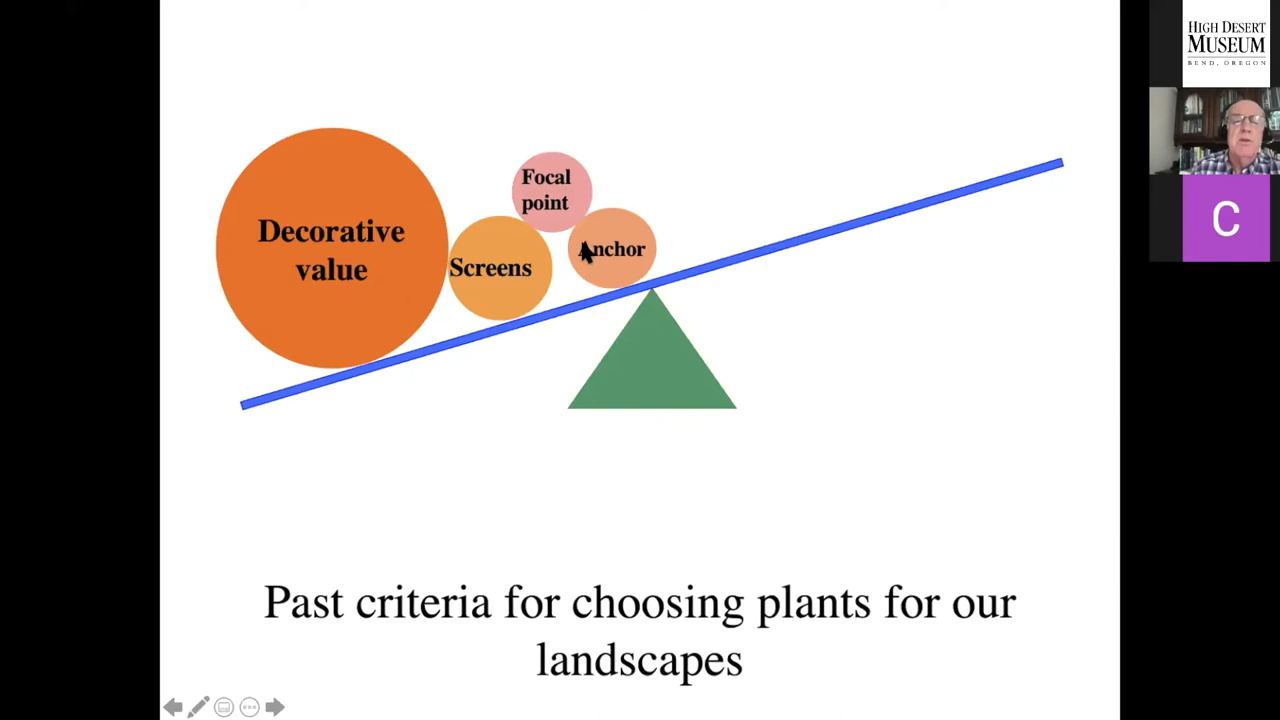 HIGH DESERT
MUSEUM
BEND, OREGON
Decorative
value
Screens
Focal
point
Anchor
C
Past criteria for choosing plants for our
landscapes